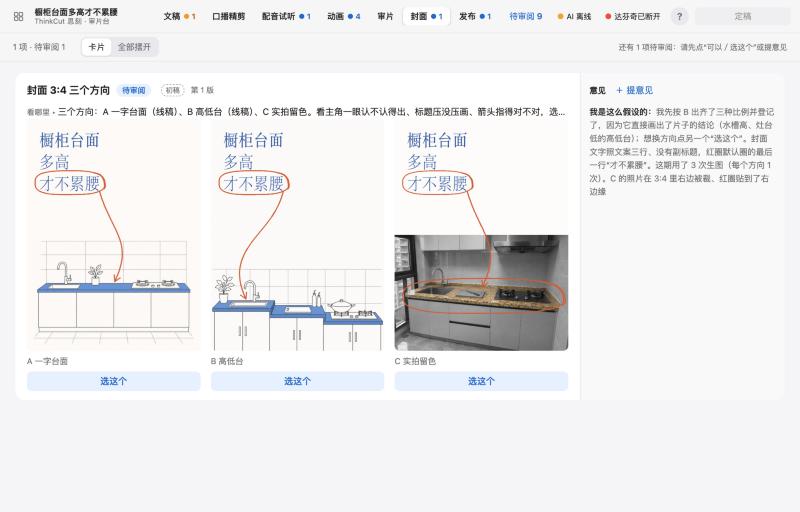 橱柜台面多高才不累腰
ThinkCut 思刻 · 审片台
文稿 1
口播精剪
配音试听 1
动画 4
审片
封面 1
发布 1
待审阅 9
AI 离线
达芬奇已断开
?
定稿
1 项 · 待审阅 1
卡片
全部摆开
还有 1 项待审阅：请先点“可以 / 选这个”或提意见
封面 3:4 三个方向
待审阅
初稿
第 1 版
看哪里 · 三个方向：A 一字台面（线稿）、B 高低台（线稿）、C 实拍留色。看主角一眼认不认得出、标题压没压画、箭头指得对不对，选...
橱柜台面
多高
才不累腰
橱柜台面
多高
才不累腰
橱柜台面
多高
才不累腰
A 一字台面
B 高低台
C 实拍留色
选这个
选这个
选这个
意见
+ 提意见
我是这么假设的：我先按 B 出齐了三种比例并登记
了，因为它直接画出了片子的结论（水槽高、灶台
低的高低台）；想换方向点另一个“选这个”。封面
文字照文案三行、没有副标题，红圈默认圈的最后
一行“才不累腰”。这期用了 3 次生图（每个方向 1
次）。C 的照片在 3:4 里右边被裁、红圈贴到了右
边缘